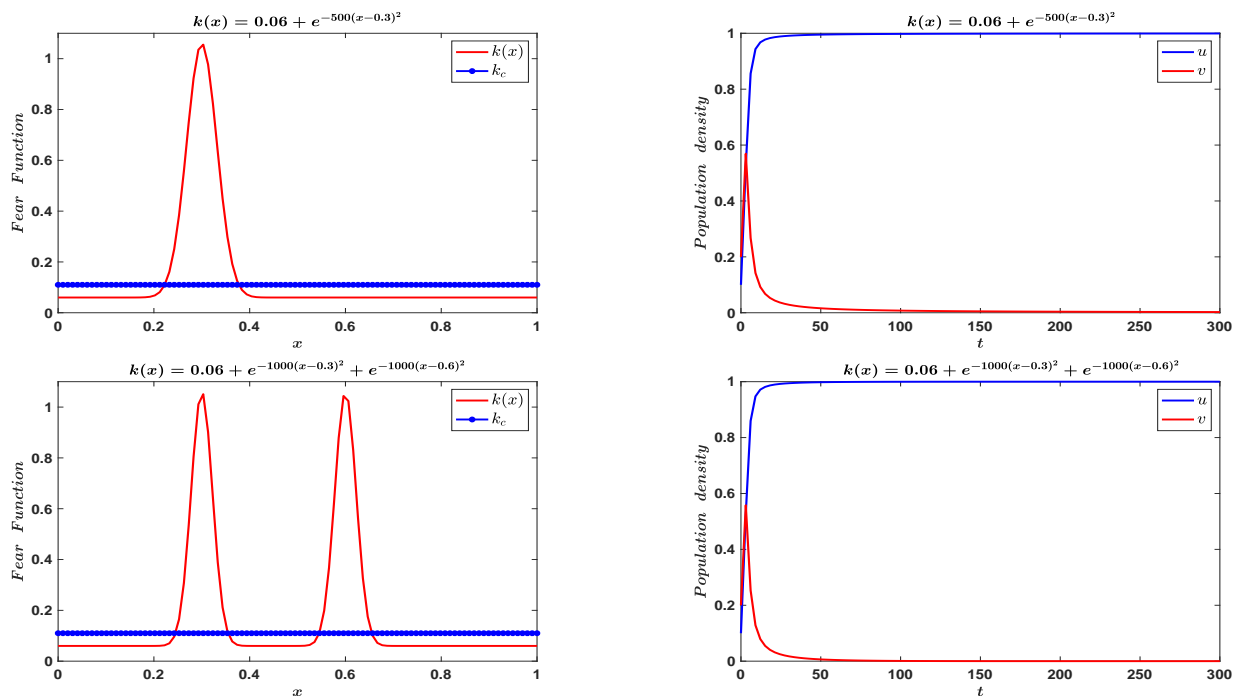 k(x) = 0.06 + e^{−500(x−0.3)^2}
Fear Function
1
0.8
0.6
0.4
0.2
0
0 0.2 0.4 0.6 0.8 1
x
k(x)
k_c
k(x) = 0.06 + e^{−500(x−0.3)^2}
Population density
1
0.8
0.6
0.4
0.2
0
0 50 100 150 200 250 300
t
u
v
k(x) = 0.06 + e^{−1000(x−0.3)^2} + e^{−1000(x−0.6)^2}
Fear Function
1
0.8
0.6
0.4
0.2
0
0 0.2 0.4 0.6 0.8 1
x
k(x)
k_c
k(x) = 0.06 + e^{−1000(x−0.3)^2} + e^{−1000(x−0.6)^2}
Population density
1
0.8
0.6
0.4
0.2
0
0 50 100 150 200 250 300
t
u
v